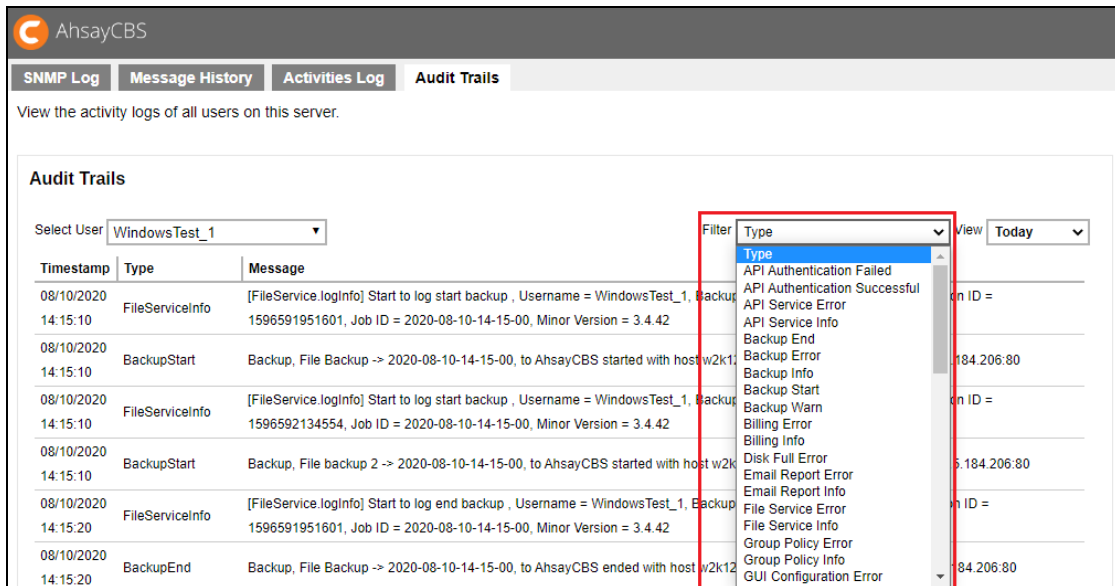 AhsayCBS
SNMP Log Message History Activities Log Audit Trails
View the activity logs of all users on this server.
Audit Trails
Select User WindowsTest_1 Filter Type View Today
Timestamp Type Message
08/10/2020
14:15:10
FileServiceInfo
[FileService.logInfo] Start to log start backup , Username = WindowsTest_1, Backup
on ID =
1596591951601, Job ID = 2020-08-10-14-15-00, Minor Version = 3.4.42
08/10/2020
14:15:10
BackupStart
Backup, File Backup -> 2020-08-10-14-15-00, to AhsayCBS started with host w2k12
184.206:80
08/10/2020
14:15:10
FileServiceInfo
[FileService.logInfo] Start to log start backup , Username = WindowsTest_1, Backup
on ID =
1596592134554, Job ID = 2020-08-10-14-15-00, Minor Version = 3.4.42
08/10/2020
14:15:10
BackupStart
Backup, File backup 2 -> 2020-08-10-14-15-00, to AhsayCBS started with host w2k
5.184.206:80
08/10/2020
14:15:20
FileServiceInfo
[FileService.logInfo] Start to log end backup , Username = WindowsTest_1, Backup
n ID =
1596591951601, Job ID = 2020-08-10-14-15-00, Minor Version = 3.4.42
08/10/2020
14:15:20
BackupEnd
Backup, File Backup -> 2020-08-10-14-15-00, to AhsayCBS ended with host w2k12
84.206:80
Type
API Authentication Failed
API Authentication Successful
API Service Error
API Service Info
Backup End
Backup Error
Backup Info
Backup Start
Backup Warn
Billing Error
Billing Info
Disk Full Error
Email Report Error
Email Report Info
File Service Error
File Service Info
Group Policy Error
Group Policy Info
GUI Configuration Error